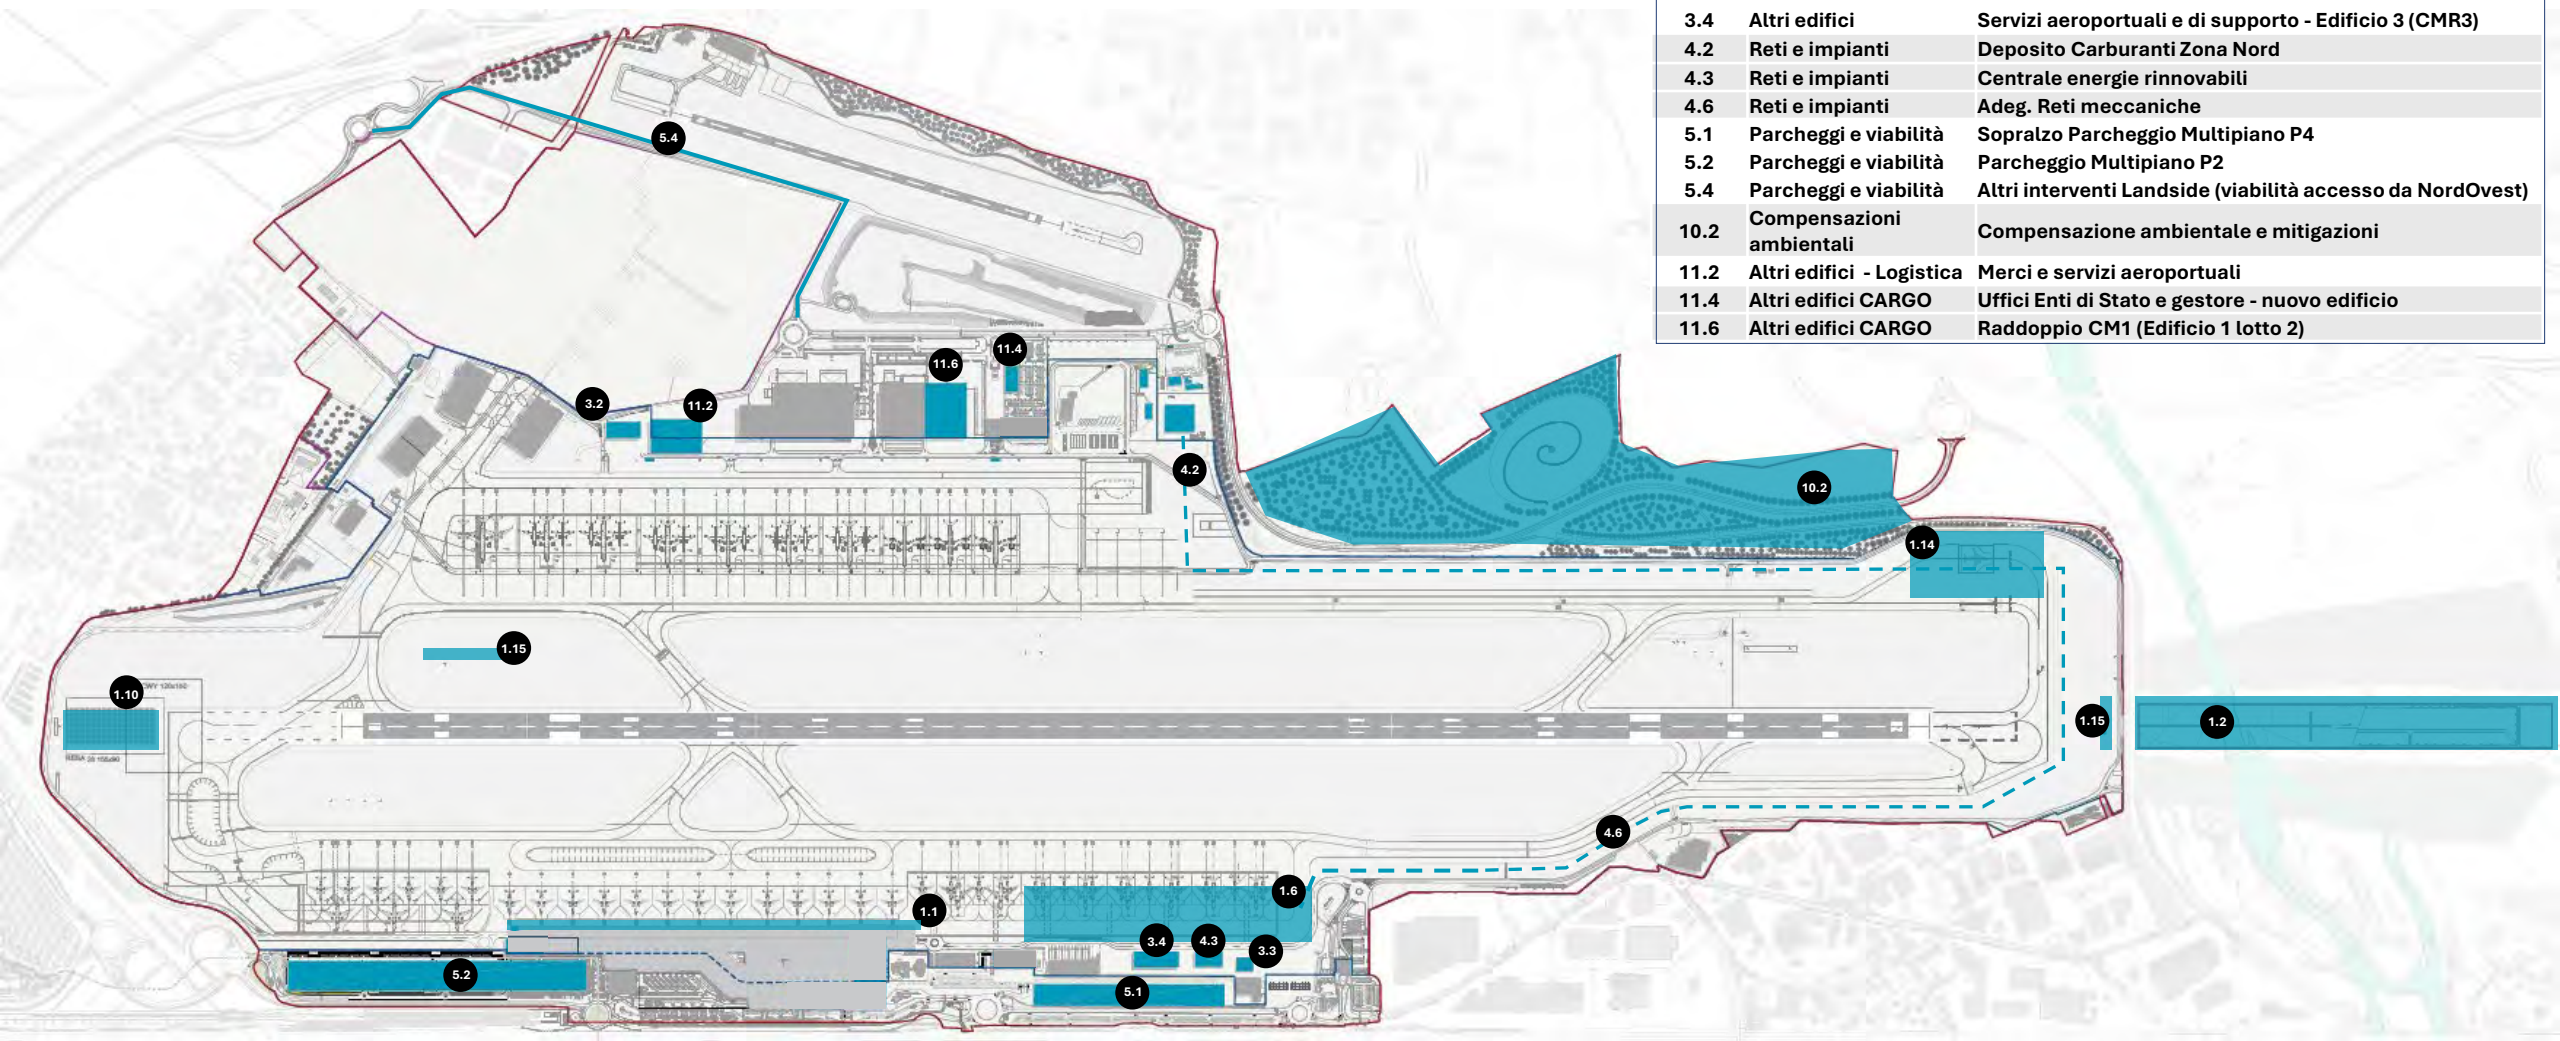 3.4 Altri edifici Servizi aeroportuali e di supporto - Edificio 3 (CMR3)
4.2 Reti e impianti Deposito Carburanti Zona Nord
4.3 Reti e impianti Centrale energie rinnovabili
4.6 Reti e impianti Adeg. Reti meccaniche
5.1 Parcheggi e viabilità Sopralzo Parcheggio Multipiano P4
5.2 Parcheggi e viabilità Parcheggio Multipiano P2
5.4 Parcheggi e viabilità Altri interventi Landside (viabilità accesso da NordOvest)
10.2 Compensazioni
ambientali Compensazione ambientale e mitigazioni
11.2 Altri edifici - Logistica Merci e servizi aeroportuali
11.4 Altri edifici CARGO Uffici Enti di Stato e gestore - nuovo edificio
11.6 Altri edifici CARGO Raddoppio CM1 (Edificio 1 lotto 2)
5.4
11.4
11.6
3.2
11.2
4.2
10.2
1.14
1.15
1.10
1.15
1.2
4.6
1.6
1.1
3.4
4.3
3.3
5.2
5.1